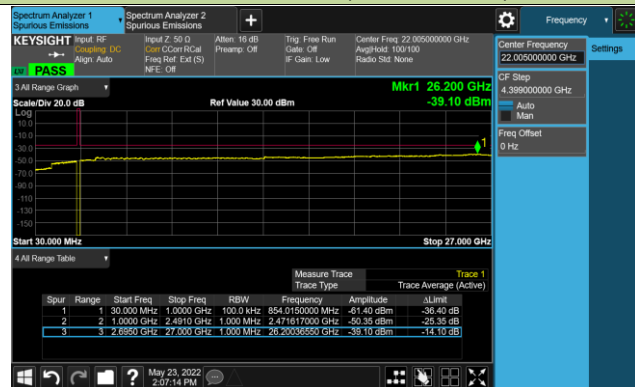 Spectrum Analyzer 1
Spurious Emissions
Spectrum Analyzer 2
Spurious Emissions
Frequency
KEYSIGHT
Input: RF
Coupling: DC
Align: Auto
Input Z: 50 Ω
Corr CCorr RCal
Freq Ref: Ext (S)
NFE: Off
Atten: 16 dB
Preamp: Off
Trig: Free Run
Gate: Off
IF Gain: Low
Center Freq: 22.005000000 GHz
Avg|Hold: 100/100
Radio Std: None
PASS
Center Frequency
22.005000000 GHz
Settings
CF Step
4.399000000 GHz
Auto
Man
Freq Offset
0 Hz
3 All Range Graph
Mkr1 26.200 GHz
Scale/Div 20.0 dB
Ref Value 30.00 dBm
-39.10 dBm
Log
10.0
-10.0
-30.0
-50.0
-70.0
-90.0
-110
-130
-150
1
Start 30.000 MHz
Stop 27.000 GHz
4 All Range Table
Measure Trace Trace 1
Trace Type Trace Average (Active)
Spur Range Start Freq Stop Freq RBW Frequency Amplitude ΔLimit
1 1 30.000 MHz 1.0000 GHz 100.0 kHz 854.0150000 MHz -61.40 dBm -36.40 dB
2 2 1.0000 GHz 2.4910 GHz 1.000 MHz 2.471617000 GHz -50.35 dBm -25.35 dB
3 3 2.6950 GHz 27.000 GHz 1.000 MHz 26.20036550 GHz -39.10 dBm -14.10 dB
May 23, 2022
2:07:14 PM